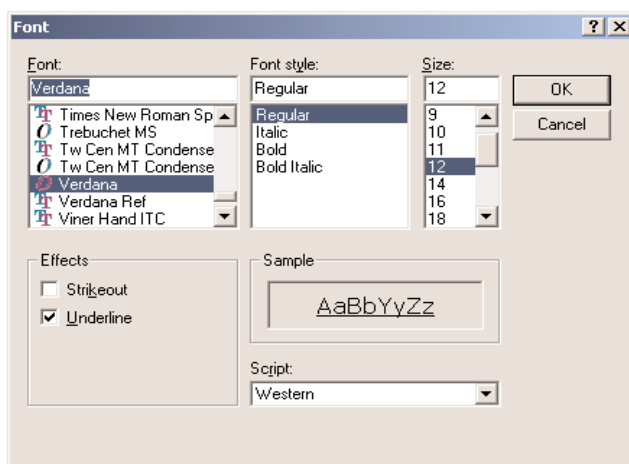 Font
Font:
Verdana
Times New Roman Sp
Trebuchet MS
Tw Cen MT Condense
Tw Cen MT Condense
Verdana
Verdana Ref
Viner Hand ITC
Font style:
Regular
Regular
Italic
Bold
Bold Italic
Size:
12
9
10
11
12
14
16
18
OK
Cancel
Effects
Strikeout
Underline
Sample
AaBbYyZz
Script:
Western